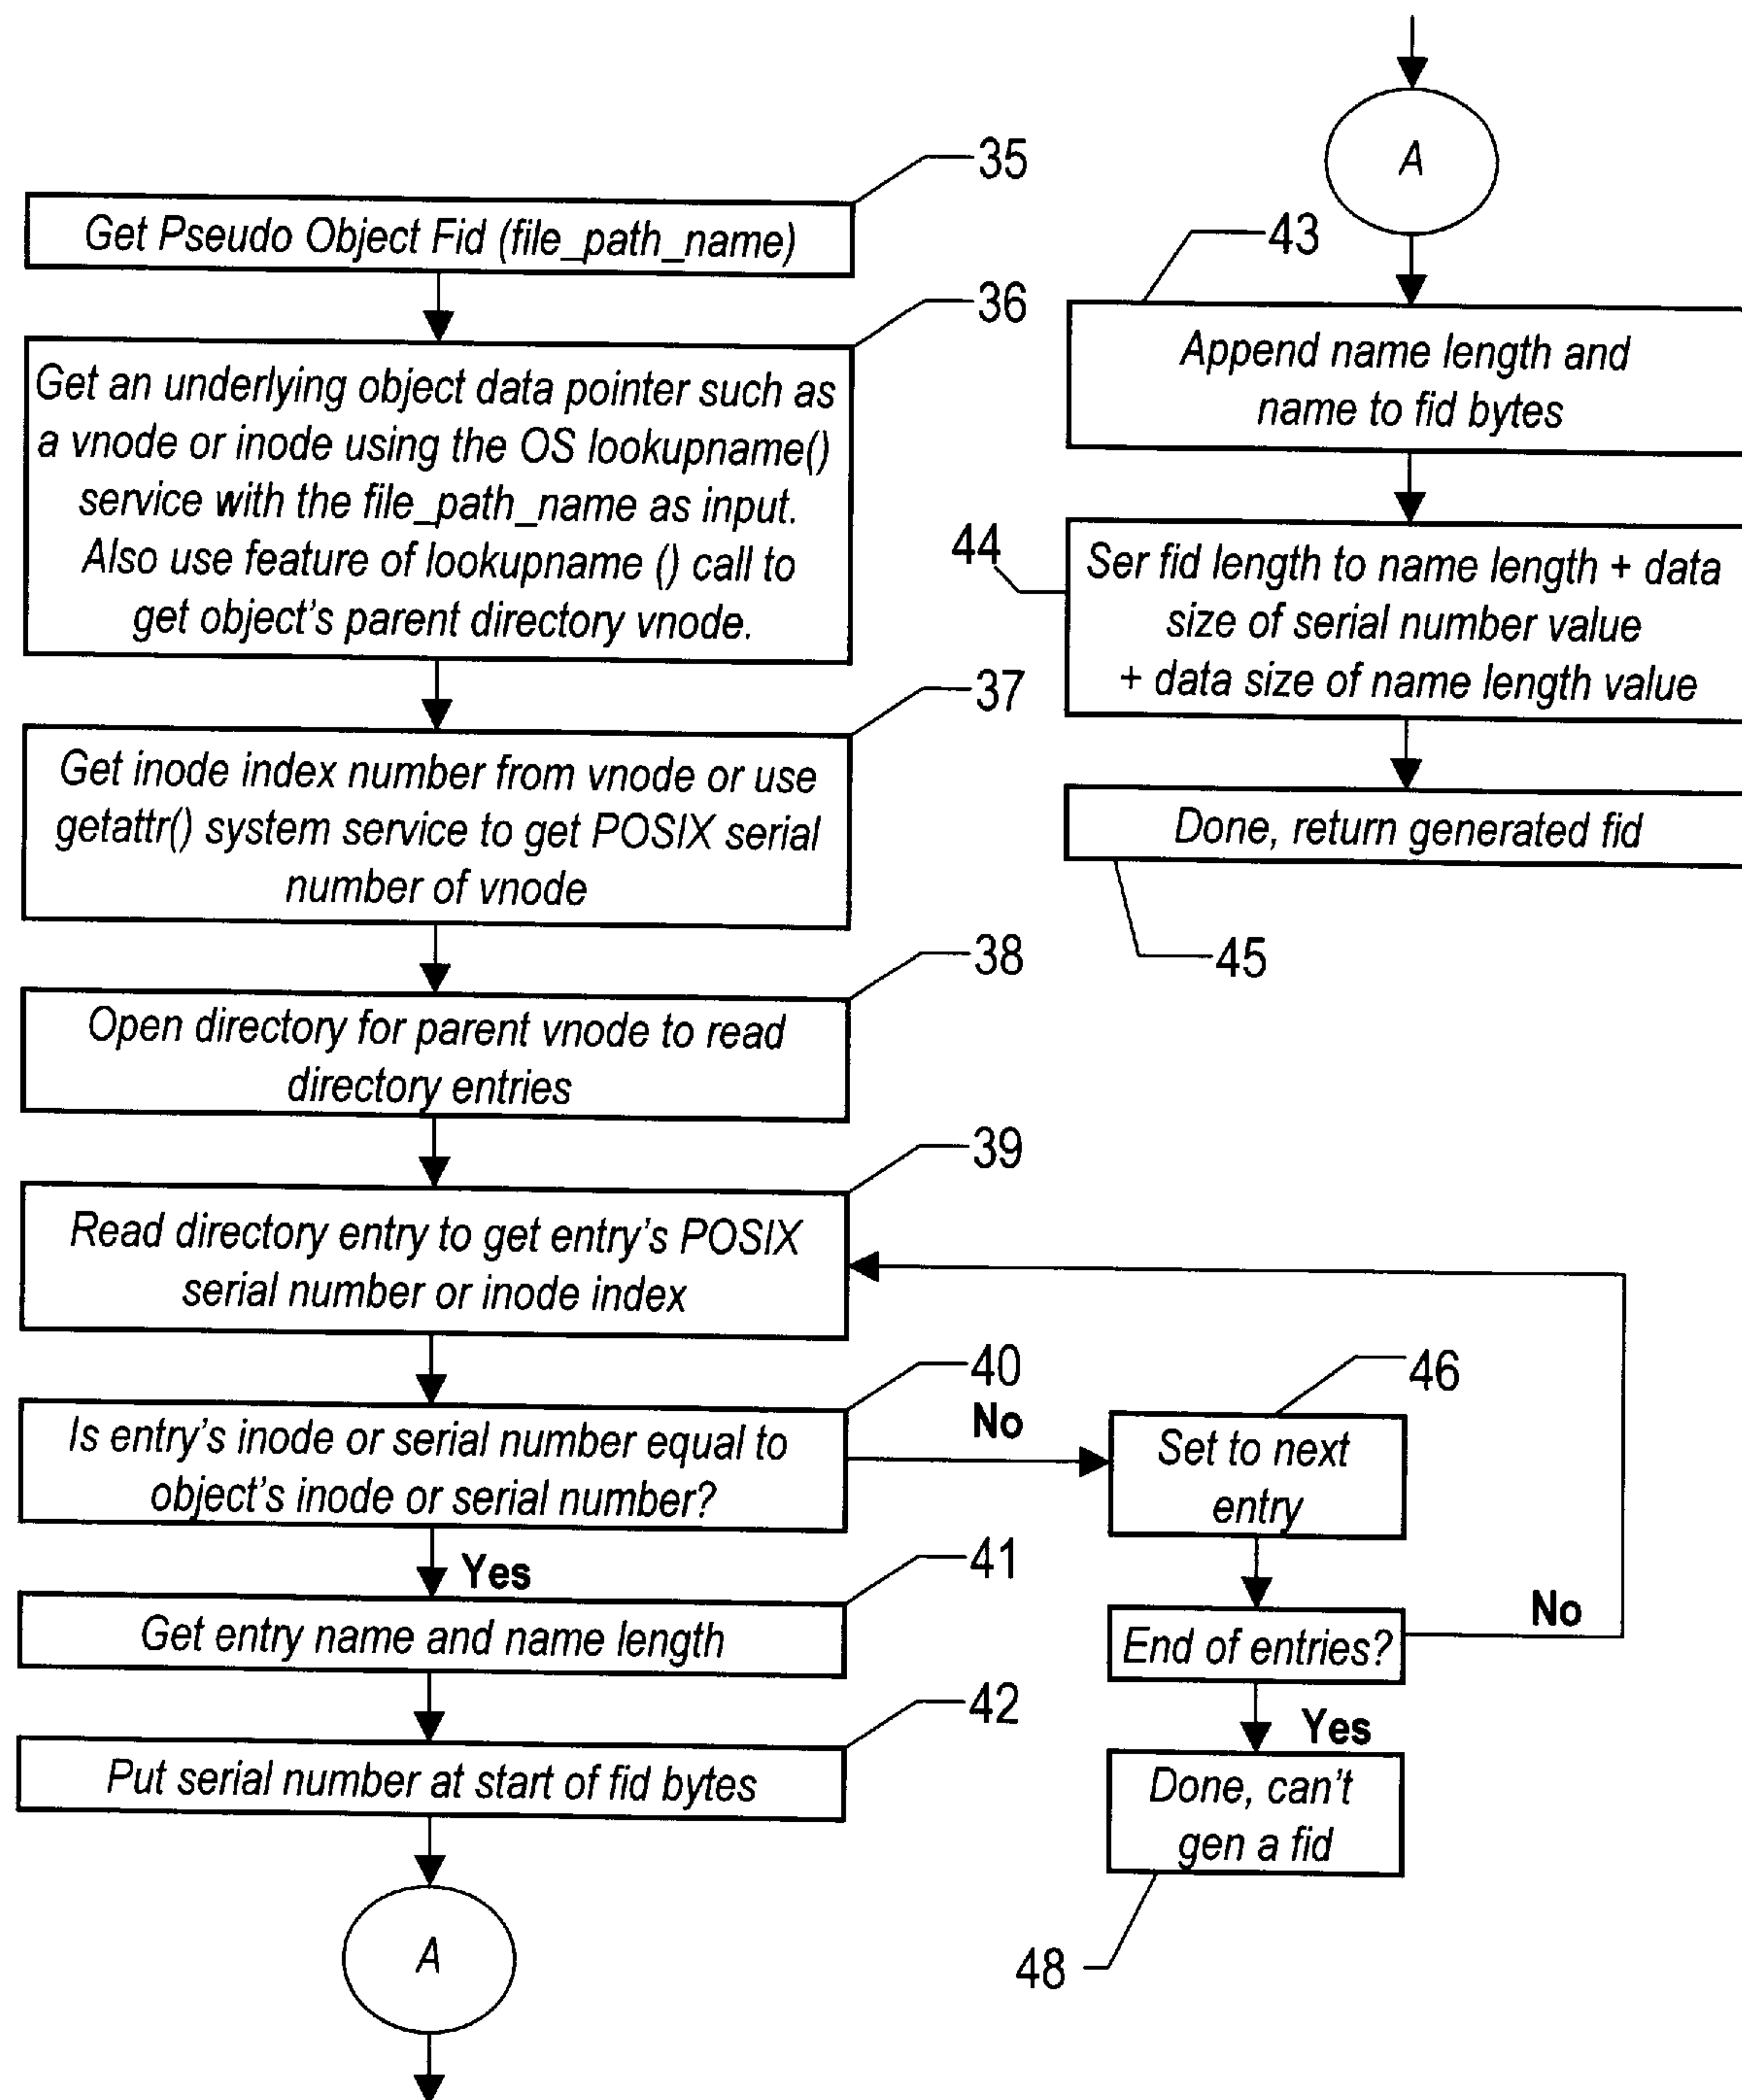 35
Get Pseudo Object Fid (file_path_name)
36
Get an underlying object data pointer such as
a vnode or inode using the OS lookupname()
service with the file_path_name as input.
Also use feature of lookupname () call to
get object's parent directory vnode.
37
Get inode index number from vnode or use
getattr() system service to get POSIX serial
number of vnode
38
Open directory for parent vnode to read
directory entries
39
Read directory entry to get entry's POSIX
serial number or inode index
40
Is entry's inode or serial number equal to
object's inode or serial number?
No
Yes
41
Get entry name and name length
42
Put serial number at start of fid bytes
A
46
Set to next
entry
End of entries?
No
Yes
Done, can't
gen a fid
48
A
43
Append name length and
name to fid bytes
44
Ser fid length to name length + data
size of serial number value
+ data size of name length value
Done, return generated fid
45